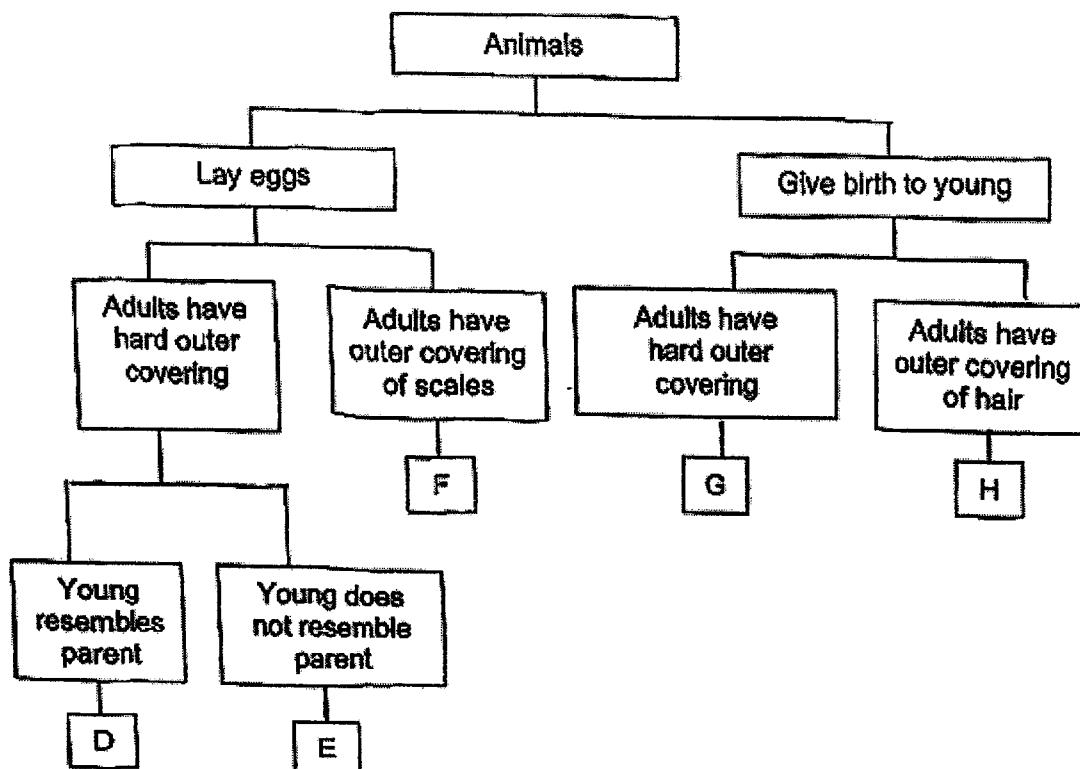 Animals
Lay eggs
Give birth to young
Adults have
hard outer
covering
Adults have
outer covering
of scales
Adults have
hard outer
covering
Adults have
outer covering
of hair
F
G
H
Young
resembles
parent
Young does
not resemble
parent
D
E